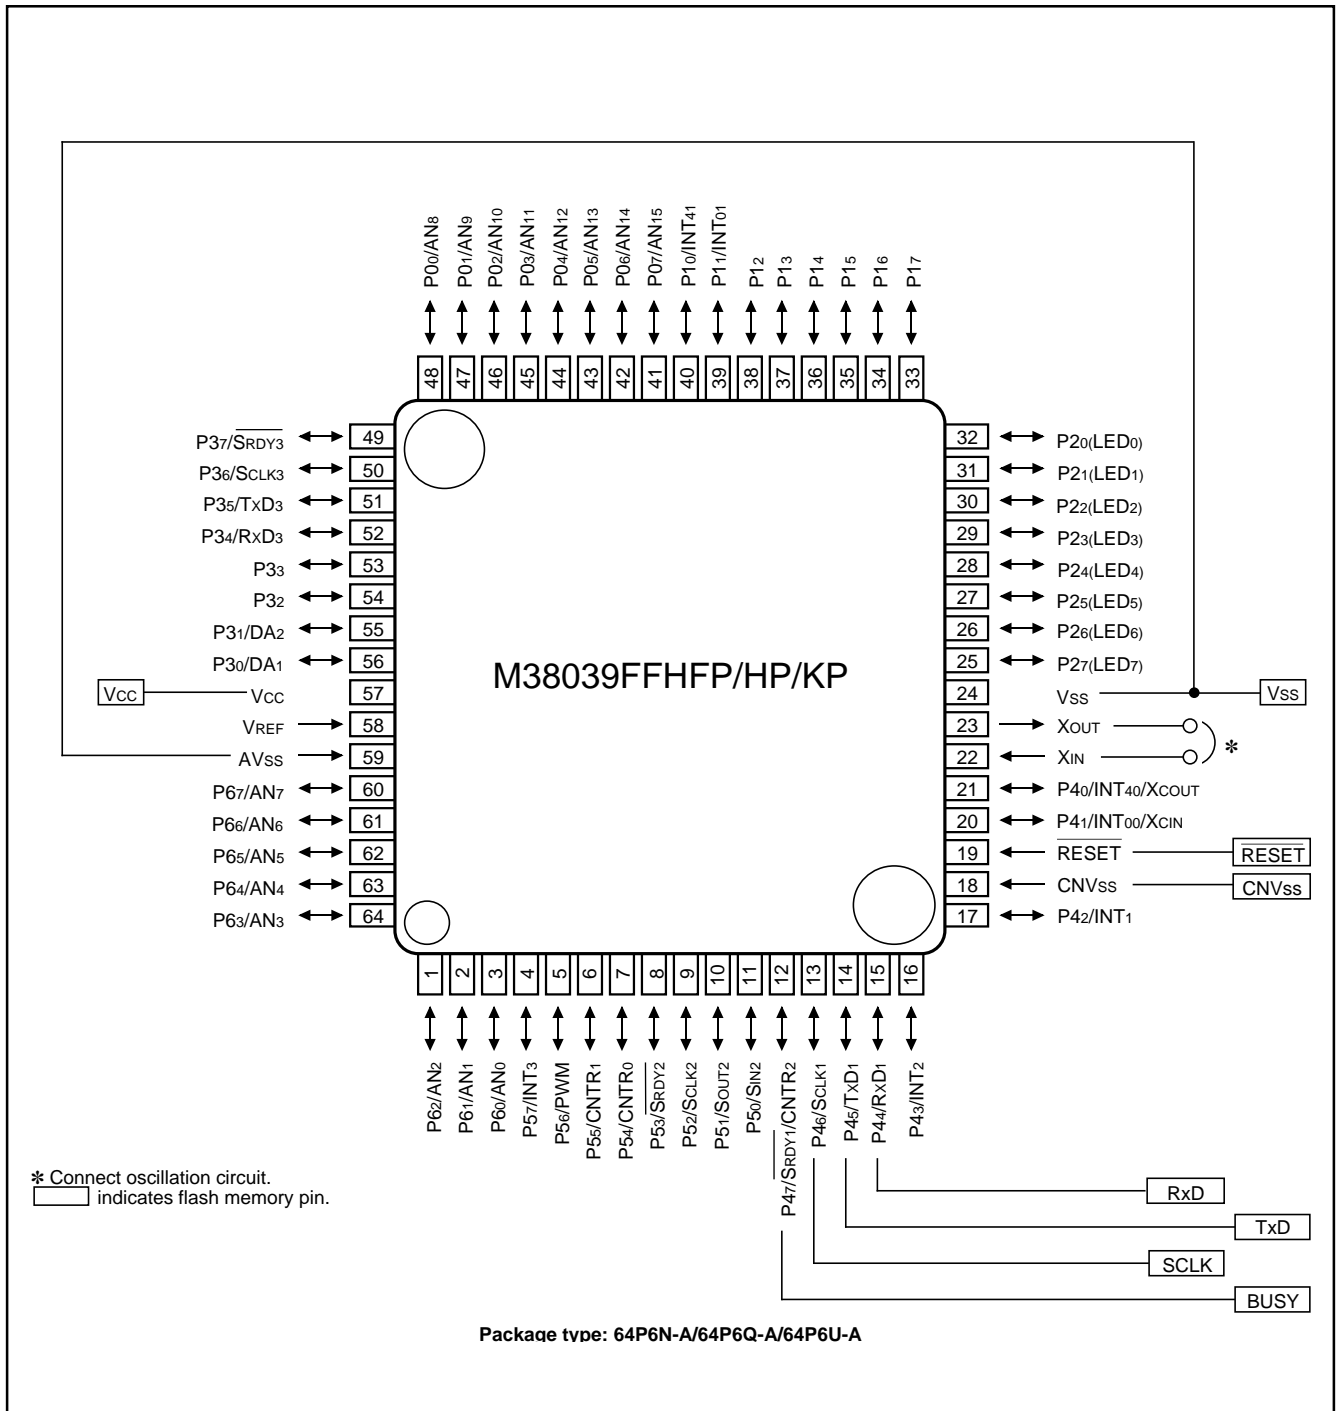 P00/AN8
P01/AN9
P02/AN10
P03/AN11
P04/AN12
P05/AN13
P06/AN14
P07/AN15
P10/INT41
P11/INT01
P12
P13
P14
P15
P16
P17
48
47
46
45
44
43
42
41
40
39
38
37
36
35
34
33
P37/SRDY3
49
P36/SCLK3
50
P35/TXD3
51
P34/RXD3
52
P33
53
P32
54
P31/DA2
55
P30/DA1
56
VCC
VCC
57
VREF
58
AVSS
59
P67/AN7
60
P66/AN6
61
P65/AN5
62
P64/AN4
63
P63/AN3
64
M38039FFHFP/HP/KP
32
P20(LED0)
31
P21(LED1)
30
P22(LED2)
29
P23(LED3)
28
P24(LED4)
27
P25(LED5)
26
P26(LED6)
25
P27(LED7)
24
VSS
VSS
23
XOUT
22
XIN
*
21
P40/INT40/XCOUT
20
P41/INT00/XCIN
19
RESET
RESET
18
CNVSS
CNVSS
17
P42/INT1
1
2
3
4
5
6
7
8
9
10
11
12
13
14
15
16
P62/AN2
P61/AN1
P60/AN0
P57/INT3
P56/PWM
P55/CNTR1
P54/CNTR0
P53/SRDY2
P52/SCLK2
P51/SOUT2
P50/SIN2
P47/SRDY1/CNTR2
P46/SCLK1
P45/TXD1
P44/RXD1
P43/INT2
RxD
TxD
SCLK
BUSY
* Connect oscillation circuit.
indicates flash memory pin.
Package type: 64P6N-A/64P6Q-A/64P6U-A